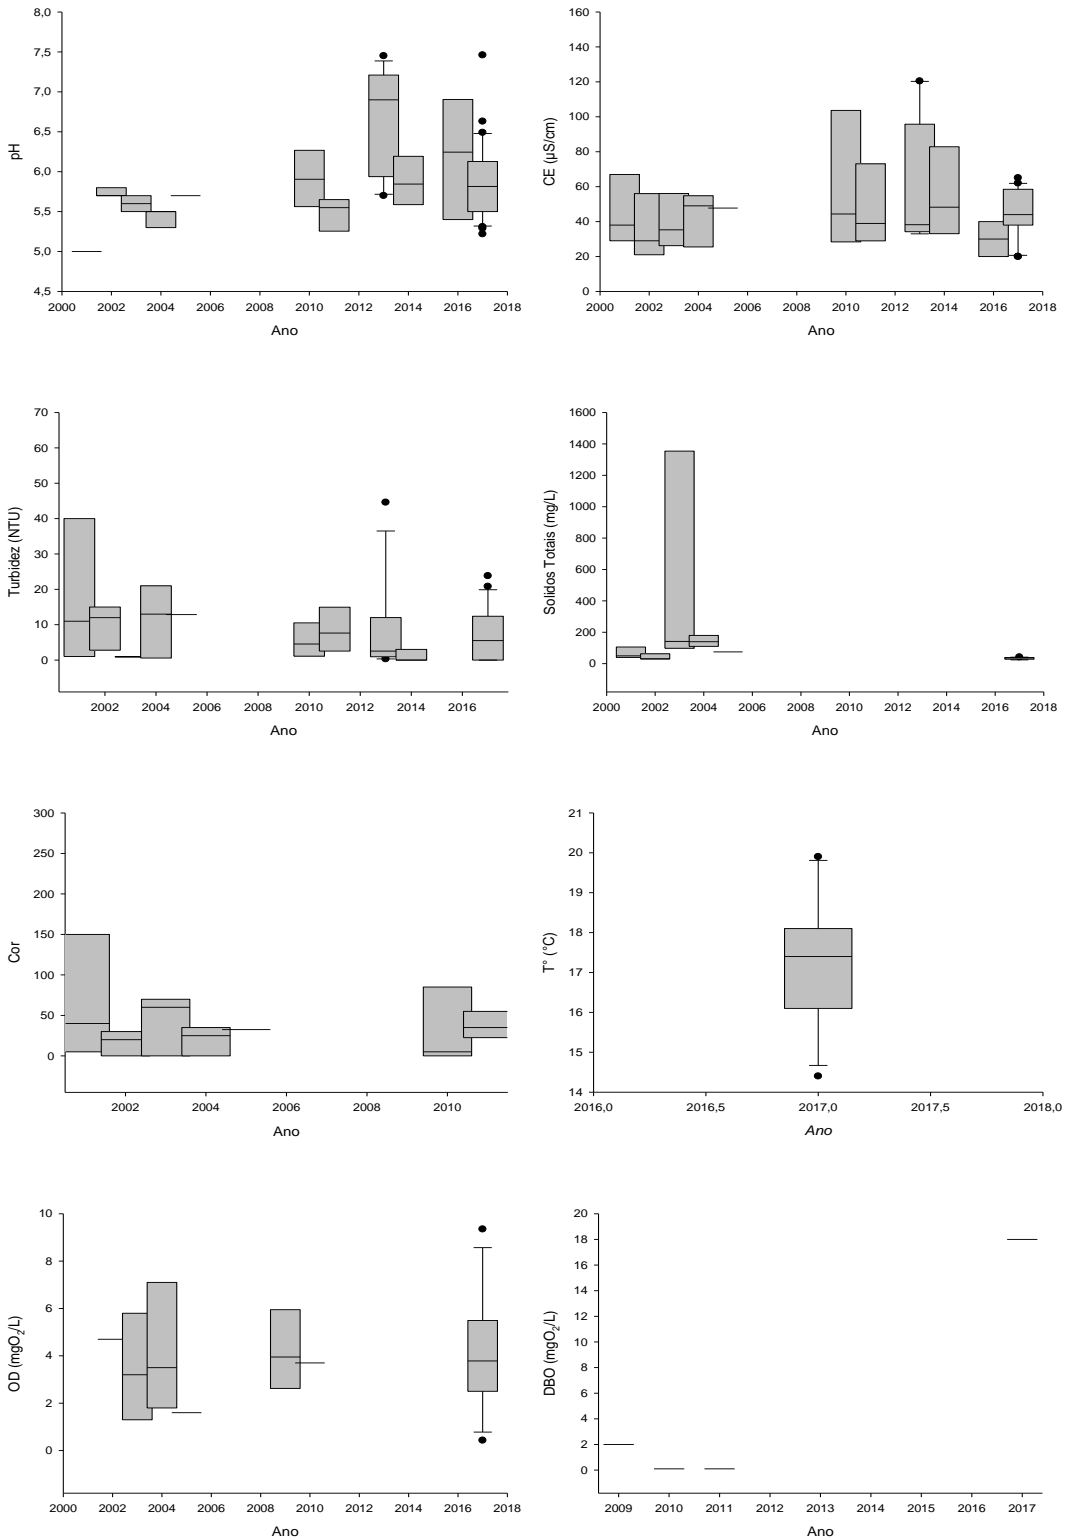 8,0
7,5
7,0
6,5
6,0
5,5
5,0
4,5
pH
2000 2002 2004 2006 2008 2010 2012 2014 2016 2018
Ano
160
140
120
100
80
60
40
20
0
CE (µS/cm)
2000 2002 2004 2006 2008 2010 2012 2014 2016 2018
Ano
70
60
50
40
30
20
10
0
Turbidez (NTU)
2002 2004 2006 2008 2010 2012 2014 2016
Ano
1600
1400
1200
1000
800
600
400
200
0
Solidos Totais (mg/L)
2000 2002 2004 2006 2008 2010 2012 2014 2016 2018
Ano
300
250
200
150
100
50
0
Cor
2002 2004 2006 2008 2010
Ano
21
20
19
18
17
16
15
14
T° (°C)
2016,0 2016,5 2017,0 2017,5 2018,0
Ano
10
8
6
4
2
0
OD (mgO₂/L)
2000 2002 2004 2006 2008 2010 2012 2014 2016 2018
Ano
20
18
16
14
12
10
8
6
4
2
0
DBO (mgO₂/L)
2009 2010 2011 2012 2013 2014 2015 2016 2017
Ano